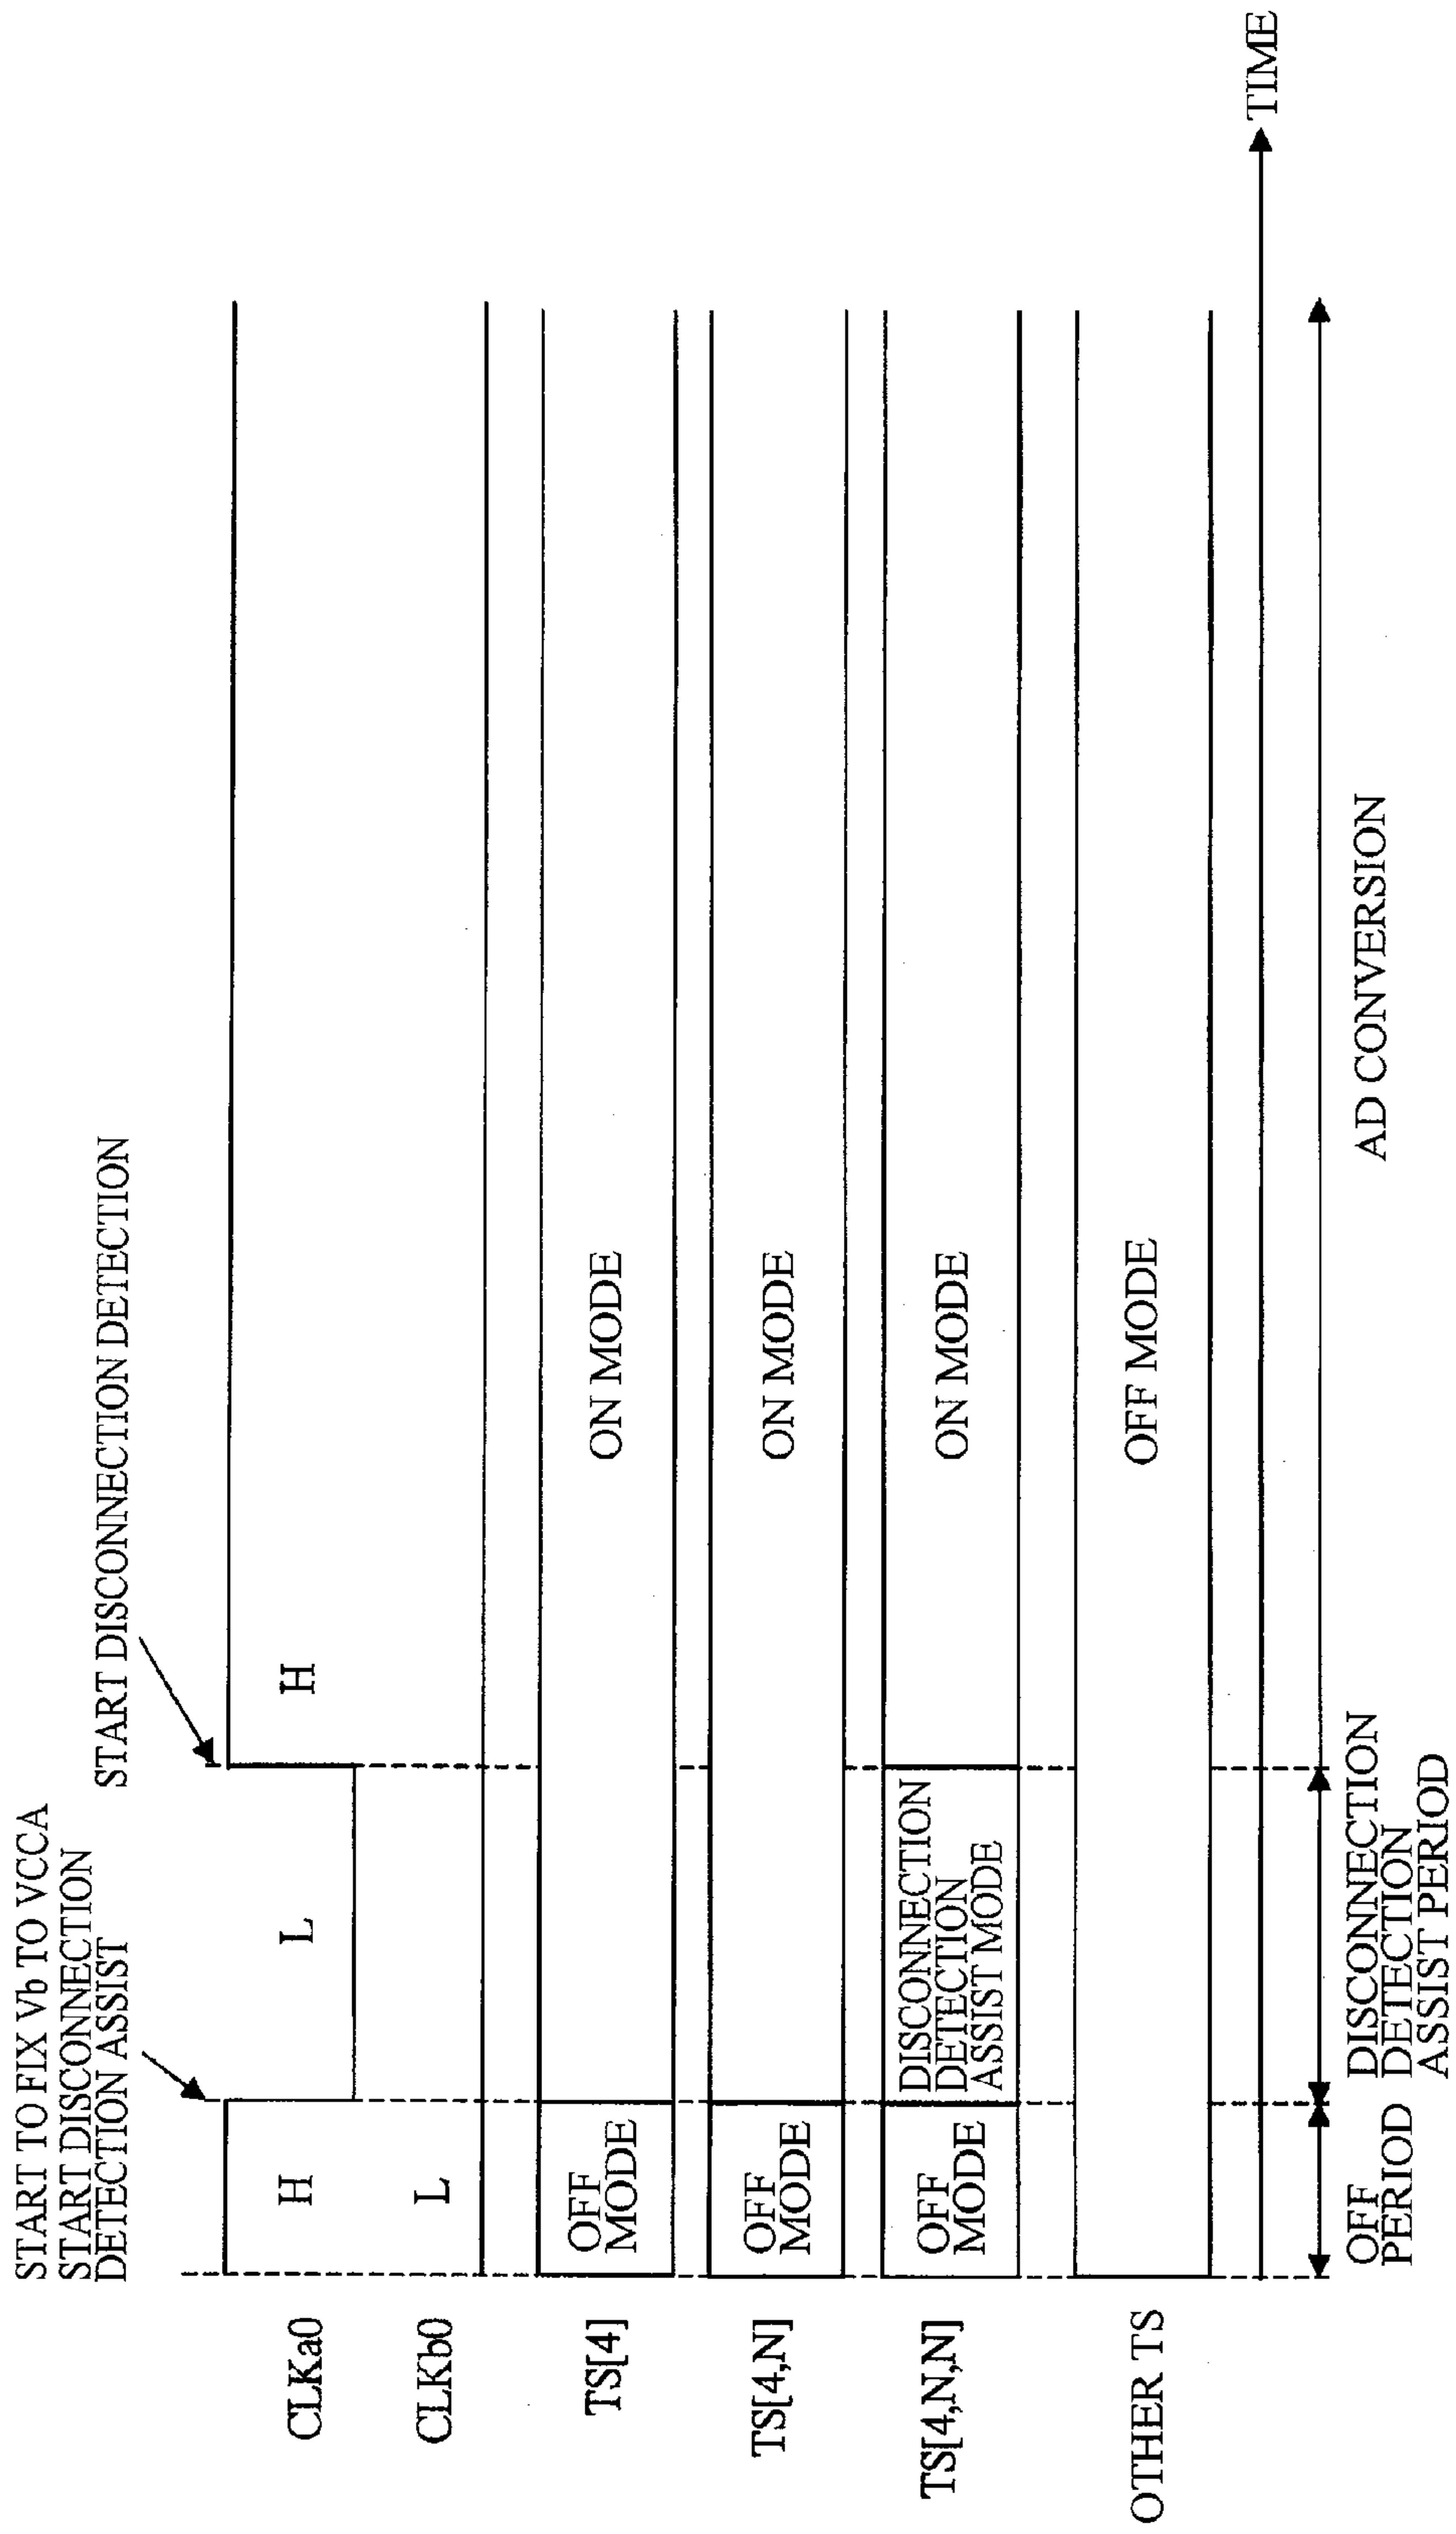 START TO FIX Vb TO VCCA
START DISCONNECTION
DETECTION ASSIST
START DISCONNECTION DETECTION
CLKa0
H
L
H
CLKb0
L
TS[4]
OFF
MODE
ON MODE
TS[4,N]
OFF
MODE
ON MODE
TS[4,N,N]
OFF
MODE
DISCONNECTION
DETECTION
ASSIST MODE
ON MODE
OTHER TS
OFF MODE
TIME
OFF
PERIOD
DISCONNECTION
DETECTION
ASSIST PERIOD
AD CONVERSION